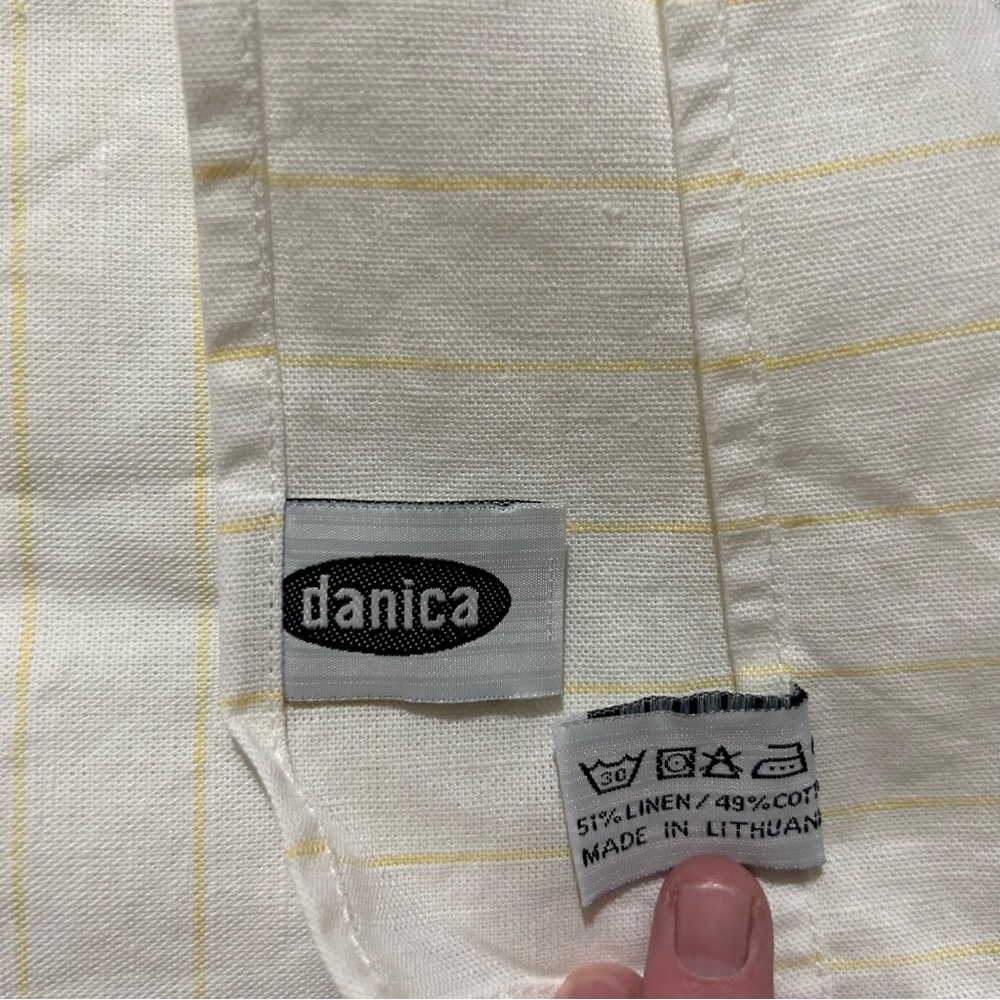 danica
30
51% LINEN / 49% COTT
MADE IN LITHUAN